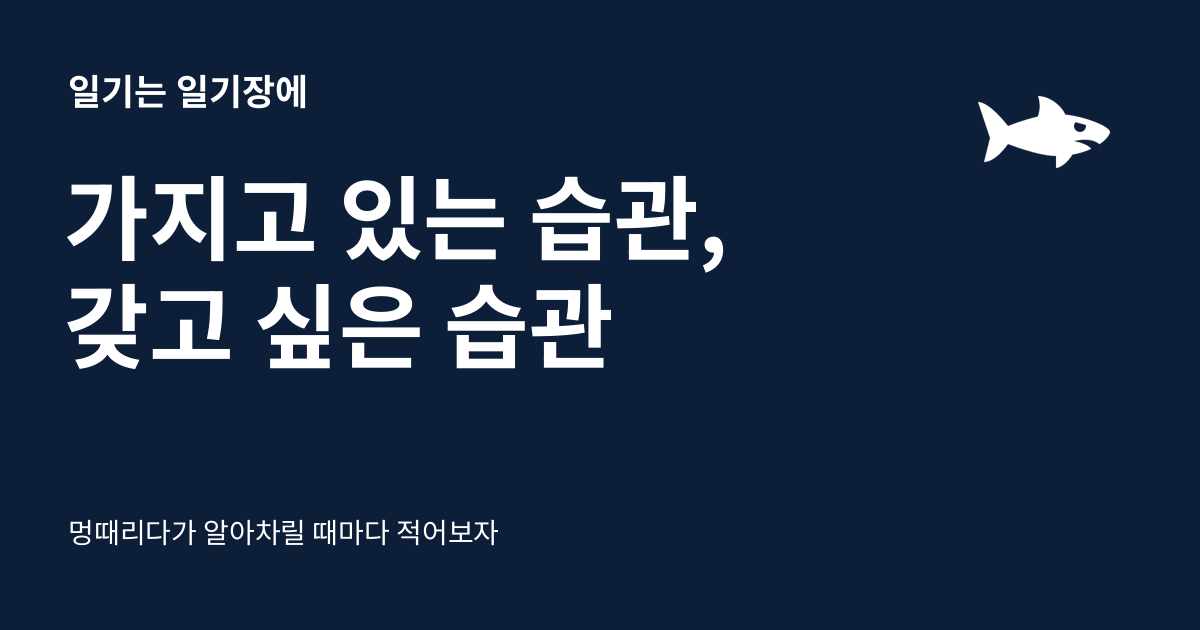 일기는 일기장에
가지고 있는 습관,
갖고 싶은 습관
멍때리다가 알아차릴 때마다 적어보자